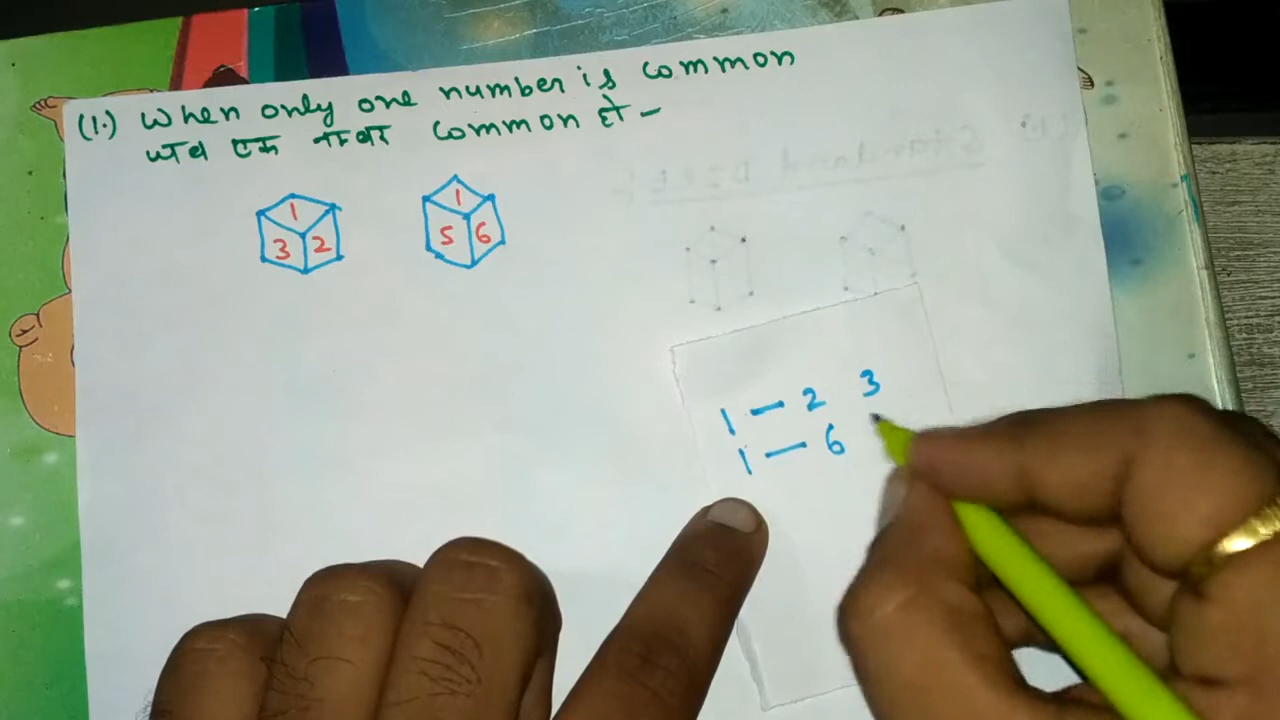 (1.) When only one number is common
जब एक नम्बर common हो -
1
3 2
1
5 6
1 — 2 3
1 — 6